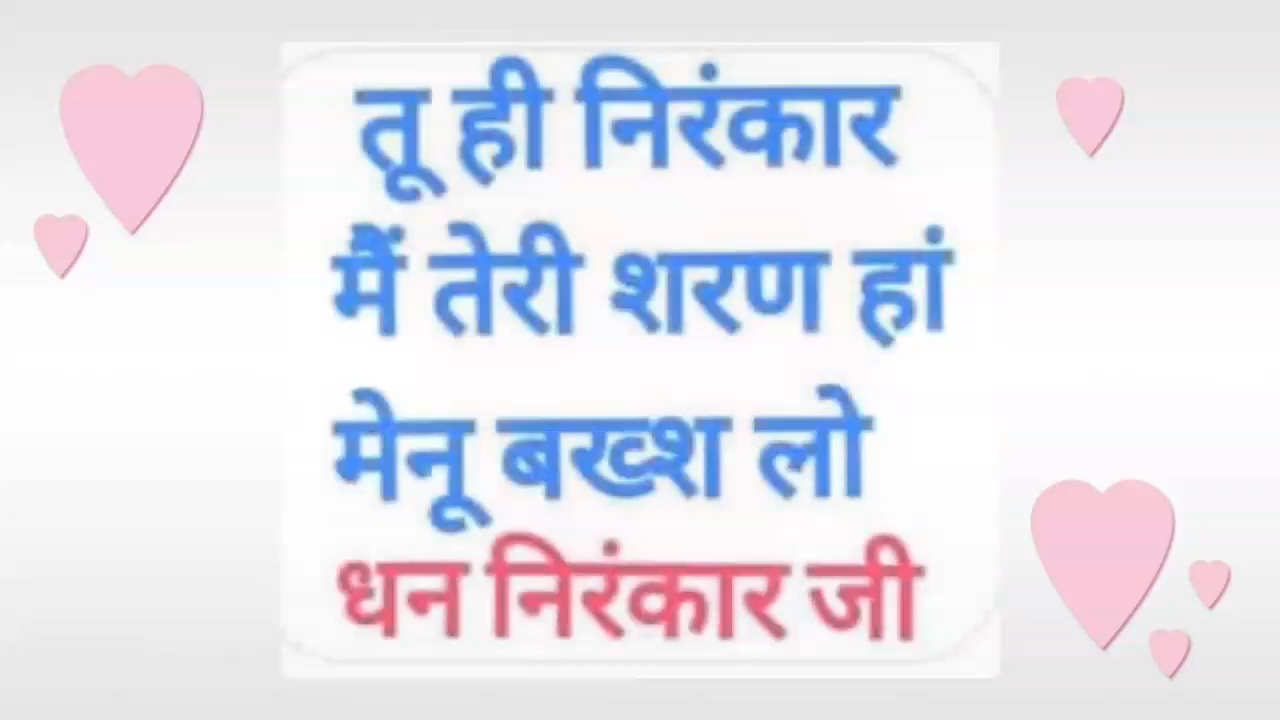 तू ही निरंकार
मैं तेरी शरण हां
मेनू बख्श लो
धन निरंकार जी